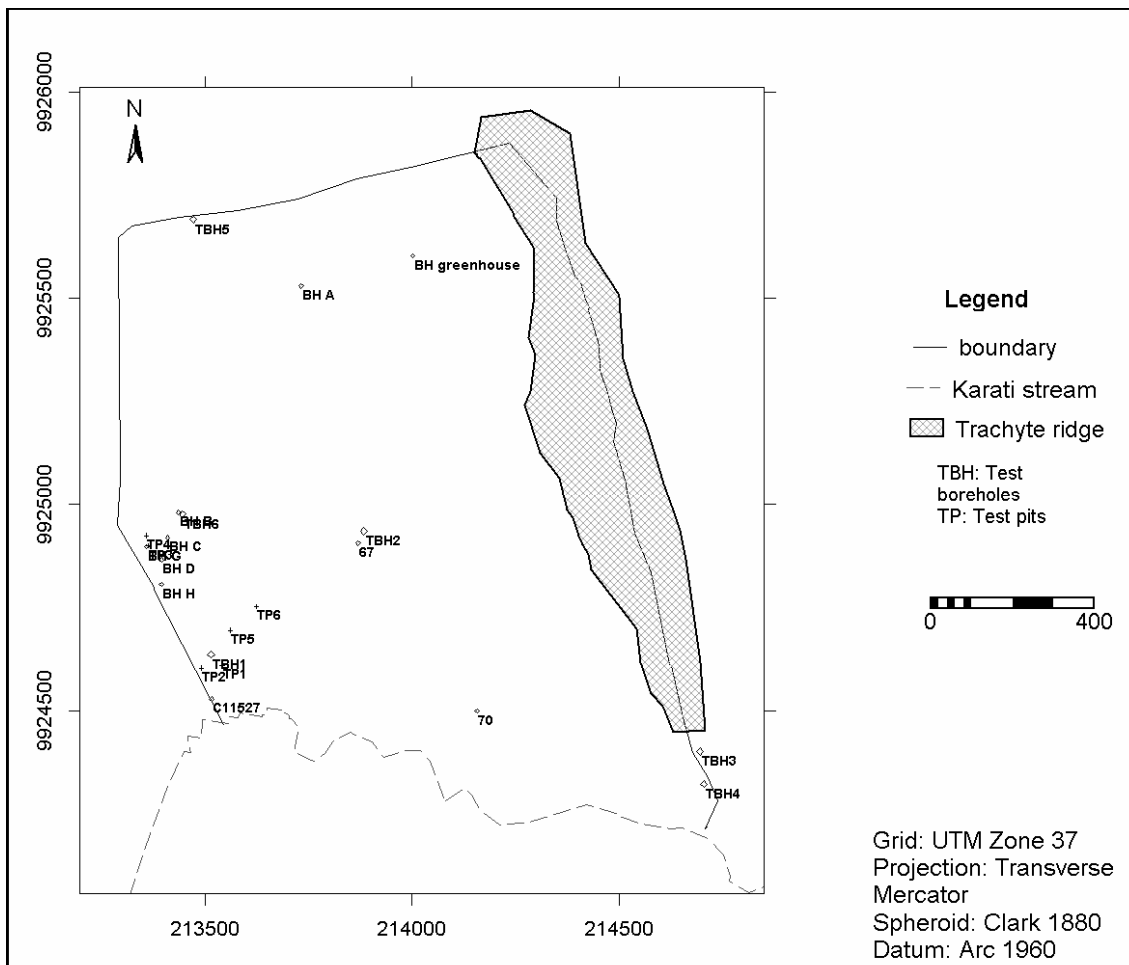 9926000
N
TBH5
BH greenhouse
BH A
9925500
Legend
boundary
Karati stream
Trachyte ridge
TBH: Test
boreholes
TP: Test pits
9925000
TBH6
TBH2
67
TP4
BH C
BH D
BH H
TP6
TP5
TBH1
TP1
TP2
C11527
9924500
70
TBH3
TBH4
0
400
213500
214000
214500
Grid: UTM Zone 37
Projection: Transverse
Mercator
Spheroid: Clark 1880
Datum: Arc 1960